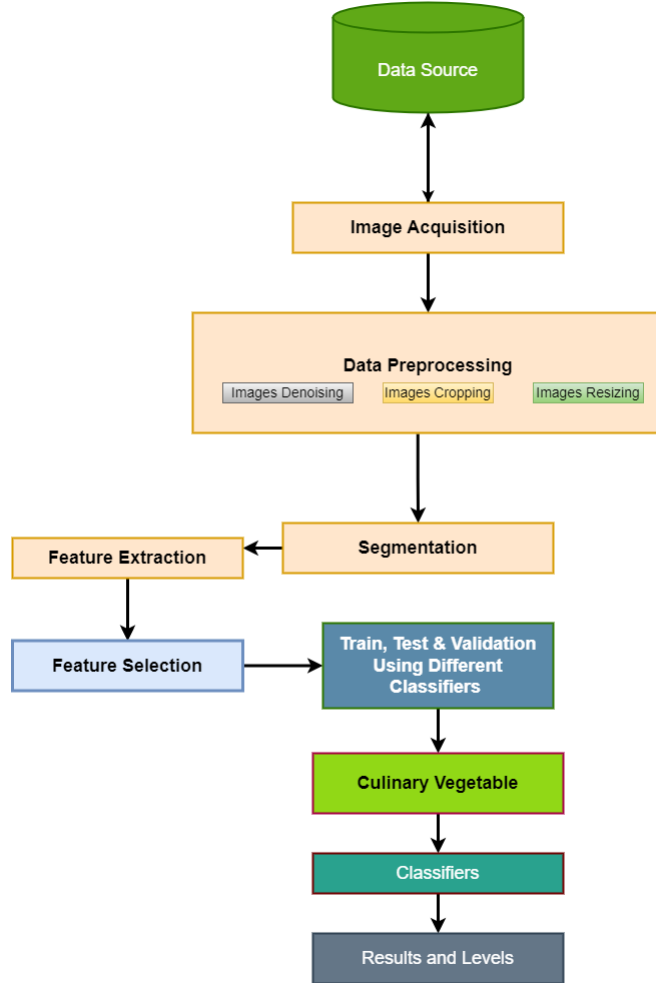 Data Source
Image Acquisition
Data Preprocessing
Images Denoising
Images Cropping
Images Resizing
Segmentation
Feature Extraction
Feature Selection
Train, Test & Validation
Using Different
Classifiers
Culinary Vegetable
Classifiers
Results and Levels